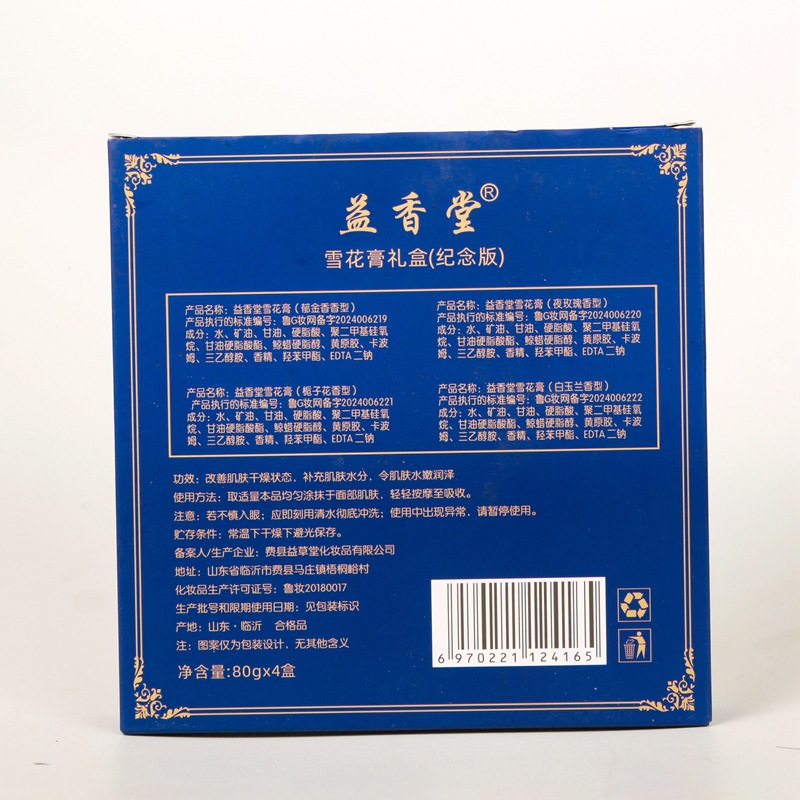 益香堂®
雪花膏礼盒(纪念版)
产品名称：益香堂雪花膏（郁金香香型）
产品执行的标准编号：鲁G妆网备字2024006219
成分：水、矿油、甘油、硬脂酸、聚二甲基硅氧
烷、甘油硬脂酸酯、鲸蜡硬脂醇、黄原胶、卡波
姆、三乙醇胺、香精、羟苯甲酯、EDTA二钠
产品名称：益香堂雪花膏（夜玫瑰香型）
产品执行的标准编号：鲁G妆网备字2024006220
成分：水、矿油、甘油、硬脂酸、聚二甲基硅氧
烷、甘油硬脂酸酯、鲸蜡硬脂醇、黄原胶、卡波
姆、三乙醇胺、香精、羟苯甲酯、EDTA二钠
产品名称：益香堂雪花膏（栀子花香型）
产品执行的标准编号：鲁G妆网备字2024006221
成分：水、矿油、甘油、硬脂酸、聚二甲基硅氧
烷、甘油硬脂酸酯、鲸蜡硬脂醇、黄原胶、卡波
姆、三乙醇胺、香精、羟苯甲酯、EDTA二钠
产品名称：益香堂雪花膏（白玉兰香型）
产品执行的标准编号：鲁G妆网备字2024006222
成分：水、矿油、甘油、硬脂酸、聚二甲基硅氧
烷、甘油硬脂酸酯、鲸蜡硬脂醇、黄原胶、卡波
姆、三乙醇胺、香精、羟苯甲酯、EDTA二钠
功效：改善肌肤干燥状态，补充肌肤水分，令肌肤水嫩润泽
使用方法：取适量本品均匀涂抹于面部肌肤，轻轻按摩至吸收。
注意：若不慎入眼；应即刻用清水彻底冲洗；使用中出现异常，请暂停使用。
贮存条件：常温下干燥下避光保存。
备案人/生产企业：费县益草堂化妆品有限公司
地址：山东省临沂市费县马庄镇梧桐峪村
化妆品生产许可证号：鲁妆20180017
生产批号和限期使用日期：见包装标识
产地：山东·临沂 合格品
注：图案仅为包装设计，无其他含义
净含量:80gx4盒
6 970221 124165